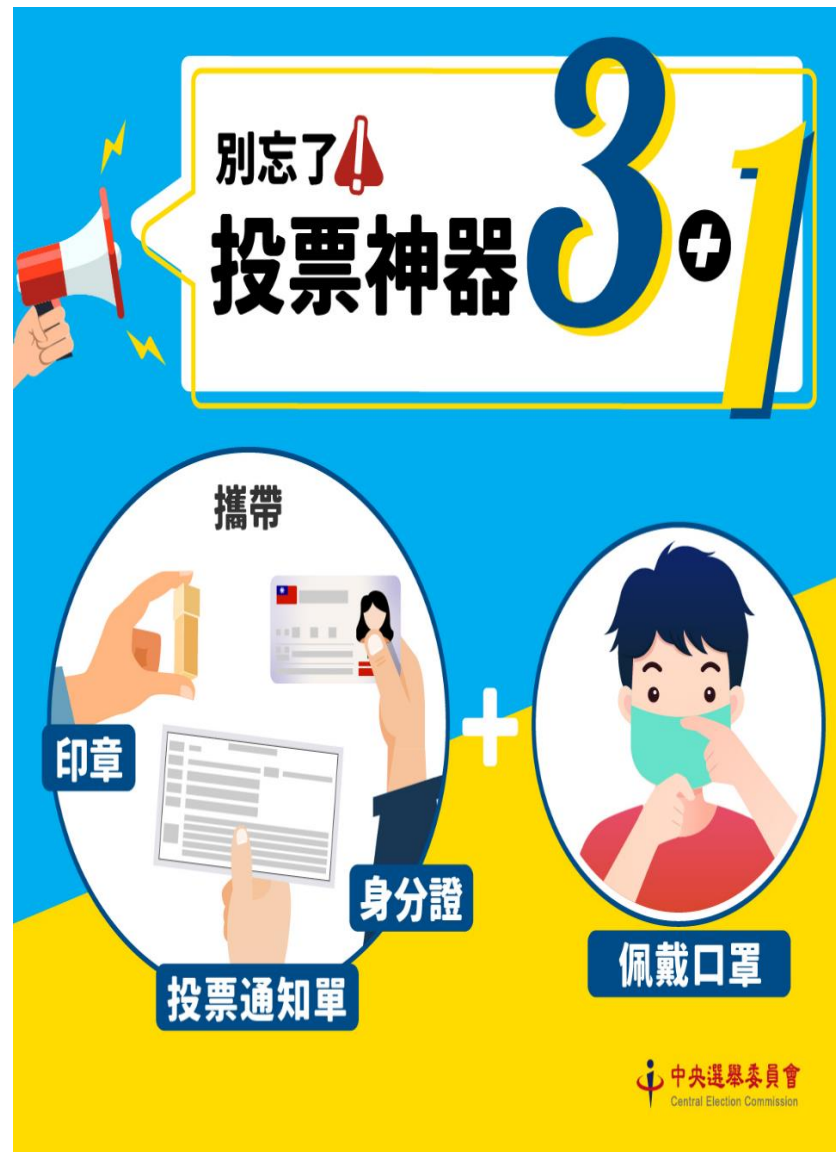 別忘了
投票神器3+1
攜帶
印章
身分證
投票通知單
+
佩戴口罩
中央選舉委員會
Central Election Commission